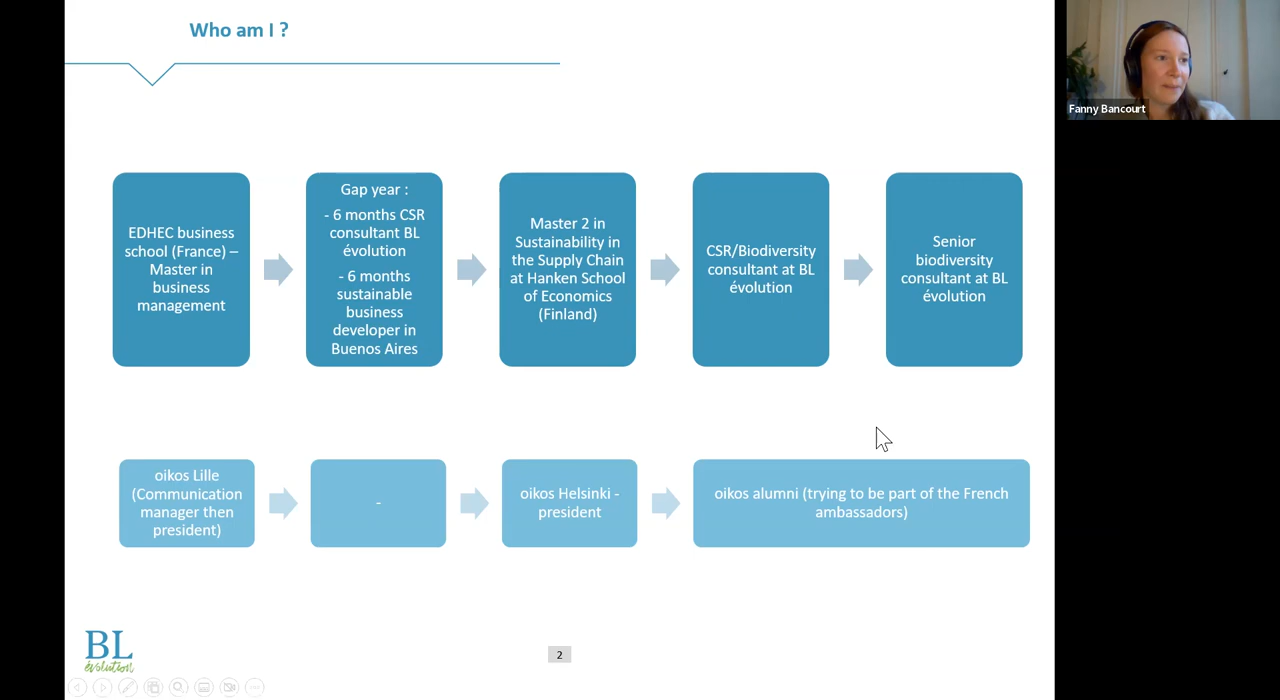 Who am I ?
Fanny Bancourt
EDHEC business
school (France) –
Master in
business
management
Gap year :
- 6 months CSR
consultant BL
évolution
- 6 months
sustainable
business
developer in
Buenos Aires
Master 2 in
Sustainability in
the Supply Chain
at Hanken School
of Economics
(Finland)
CSR/Biodiversity
consultant at BL
évolution
Senior
biodiversity
consultant at BL
évolution
oikos Lille
(Communication
manager then
president)
-
oikos Helsinki -
president
oikos alumni (trying to be part of the French
ambassadors)
BL
évolution
2